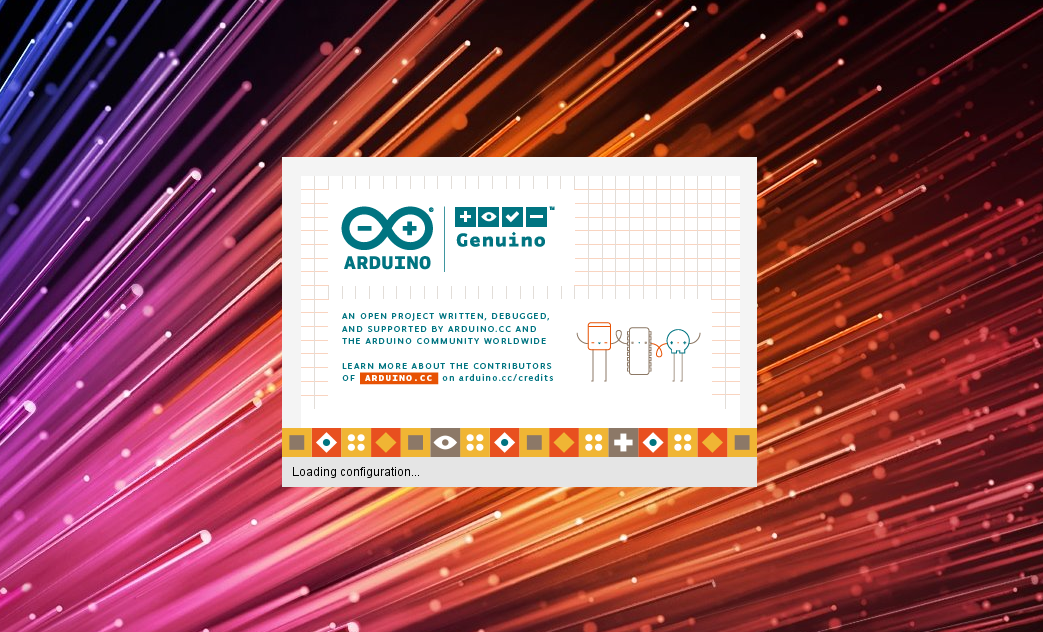 ARDUINO
Genuino
™
AN OPEN PROJECT WRITTEN, DEBUGGED,
AND SUPPORTED BY ARDUINO.CC AND
THE ARDUINO COMMUNITY WORLDWIDE
LEARN MORE ABOUT THE CONTRIBUTORS
OF ARDUINO.CC on arduino.cc/credits
Loading configuration...